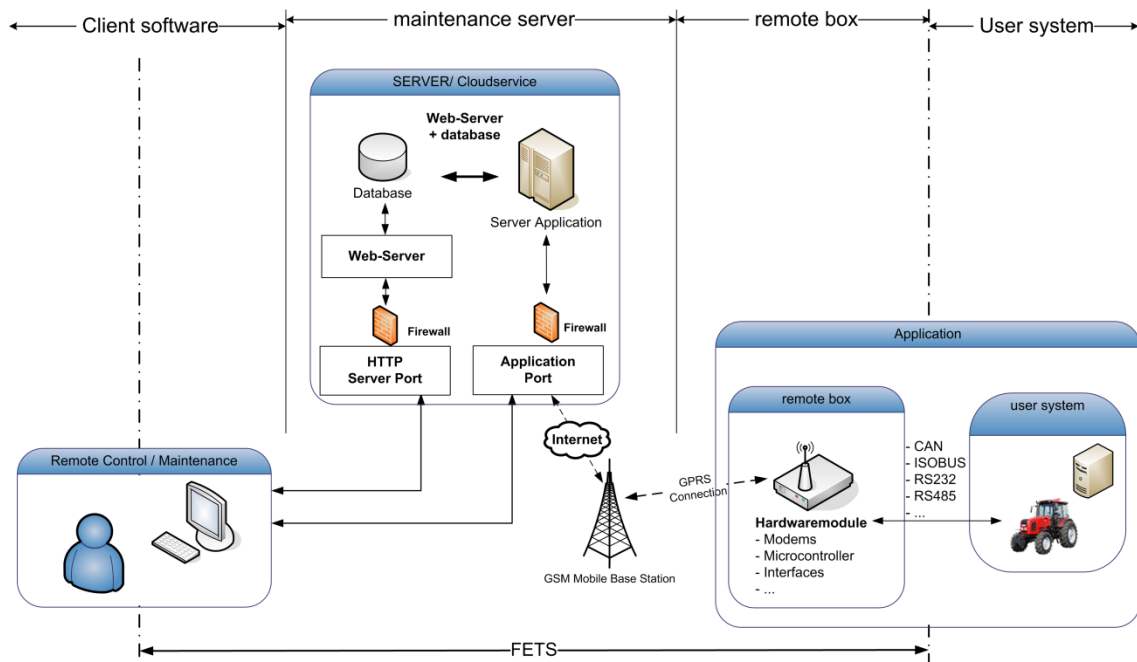 Client software
maintenance server
remote box
User system
SERVER/ Cloudservice
Web-Server
+ database
Database
Server Application
Web-Server
Firewall
Firewall
HTTP
Server Port
Application
Port
Internet
GPRS
Connection
GSM Mobile Base Station
Remote Control / Maintenance
Application
remote box
Hardwaremodule
- Modems
- Microcontroller
- Interfaces
- ...
- CAN
- ISOBUS
- RS232
- RS485
- ...
user system
FETS